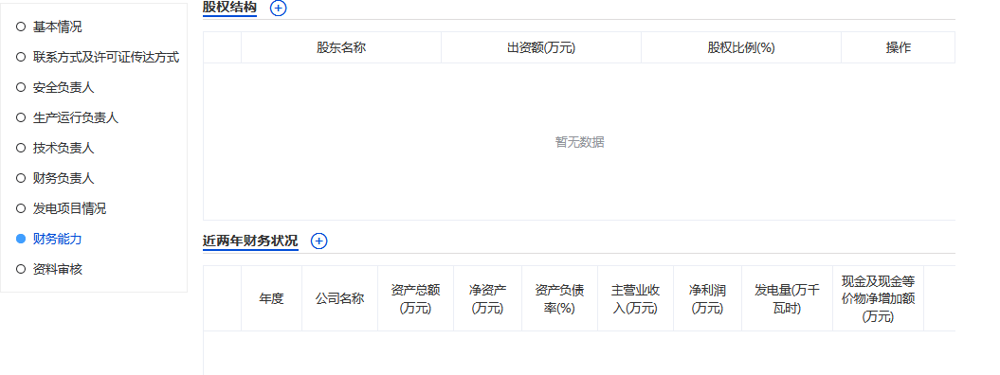 基本情况
联系方式及许可证传达方式
安全负责人
生产运行负责人
技术负责人
财务负责人
发电项目情况
财务能力
资料审核
股权结构
股东名称 出资额(万元) 股权比例(%) 操作
暂无数据
近两年财务状况
年度 公司名称 资产总额(万元) 净资产(万元) 资产负债率(%) 主营业收入(万元) 净利润(万元) 发电量(万千瓦时) 现金及现金等价物净增加额(万元)